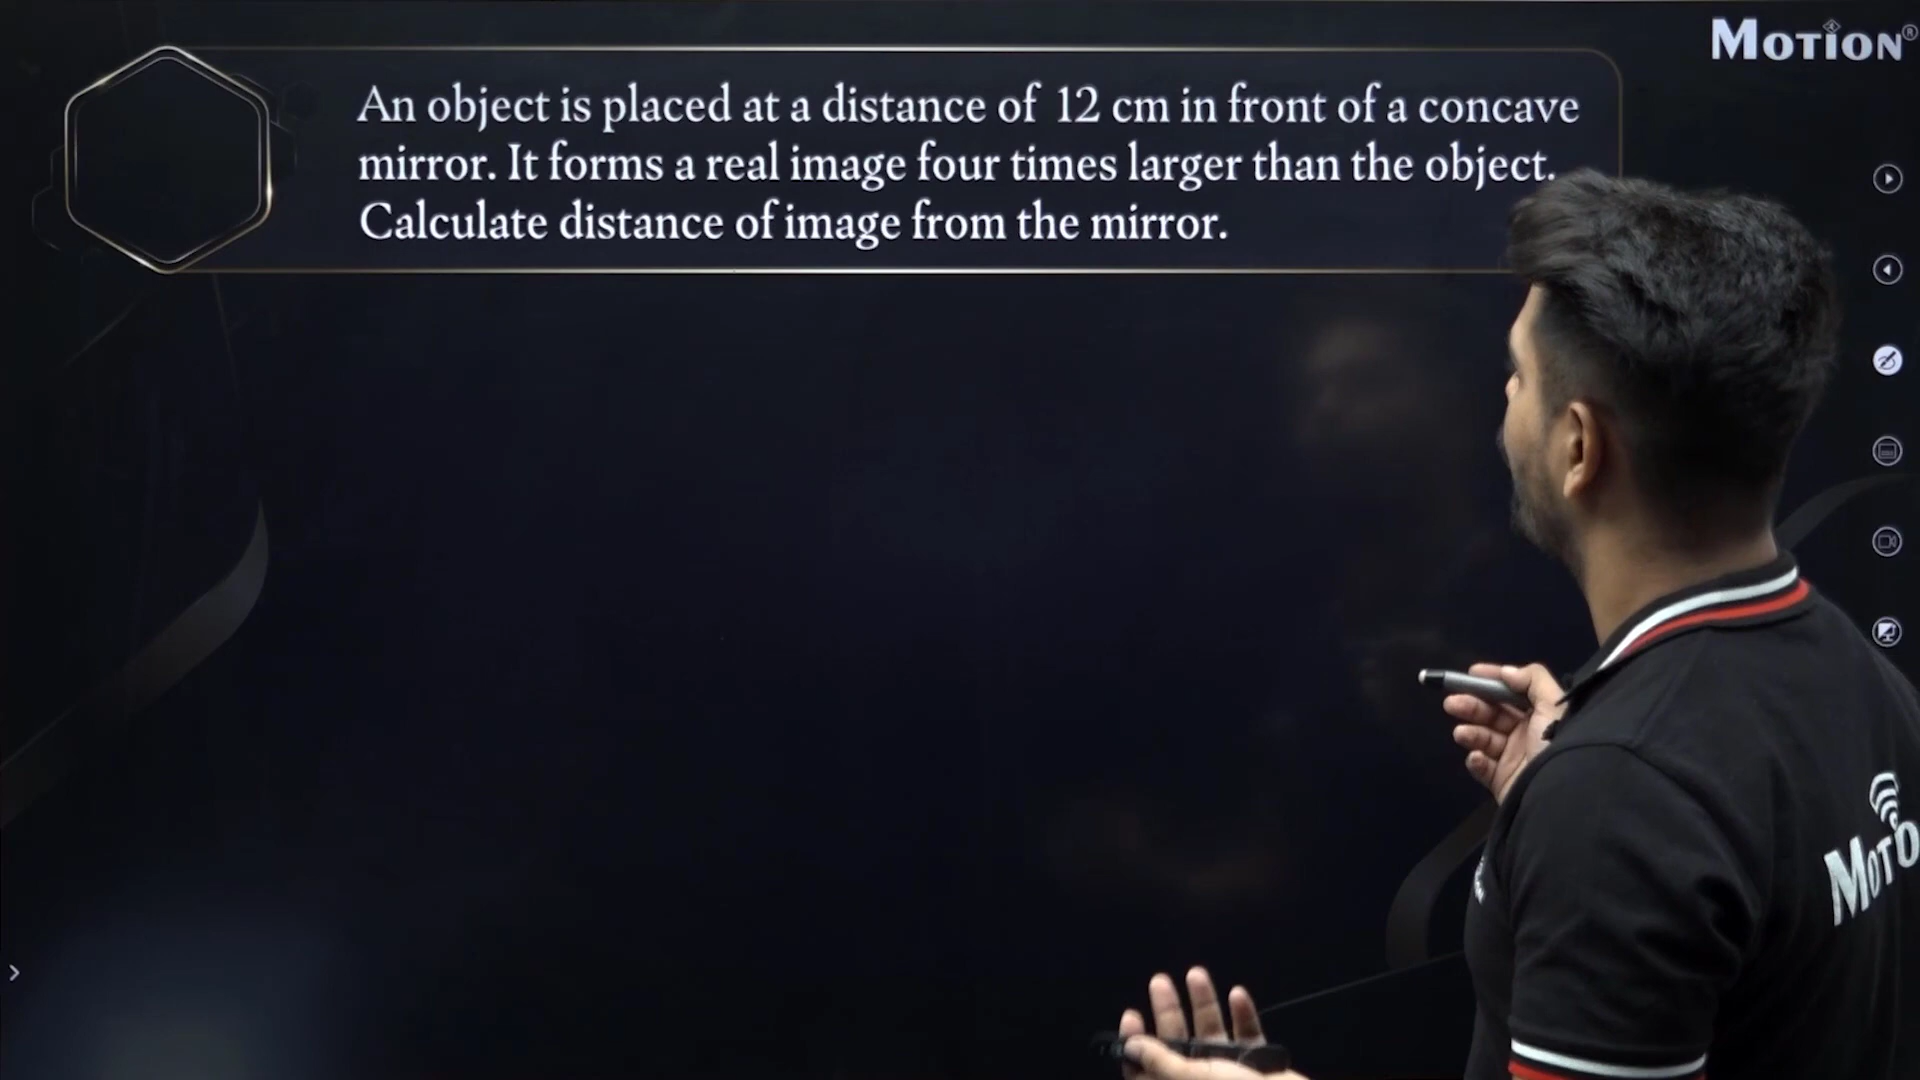 MOTION®
An object is placed at a distance of 12 cm in front of a concave
mirror. It forms a real image four times larger than the object.
Calculate distance of image from the mirror.
MOTIO